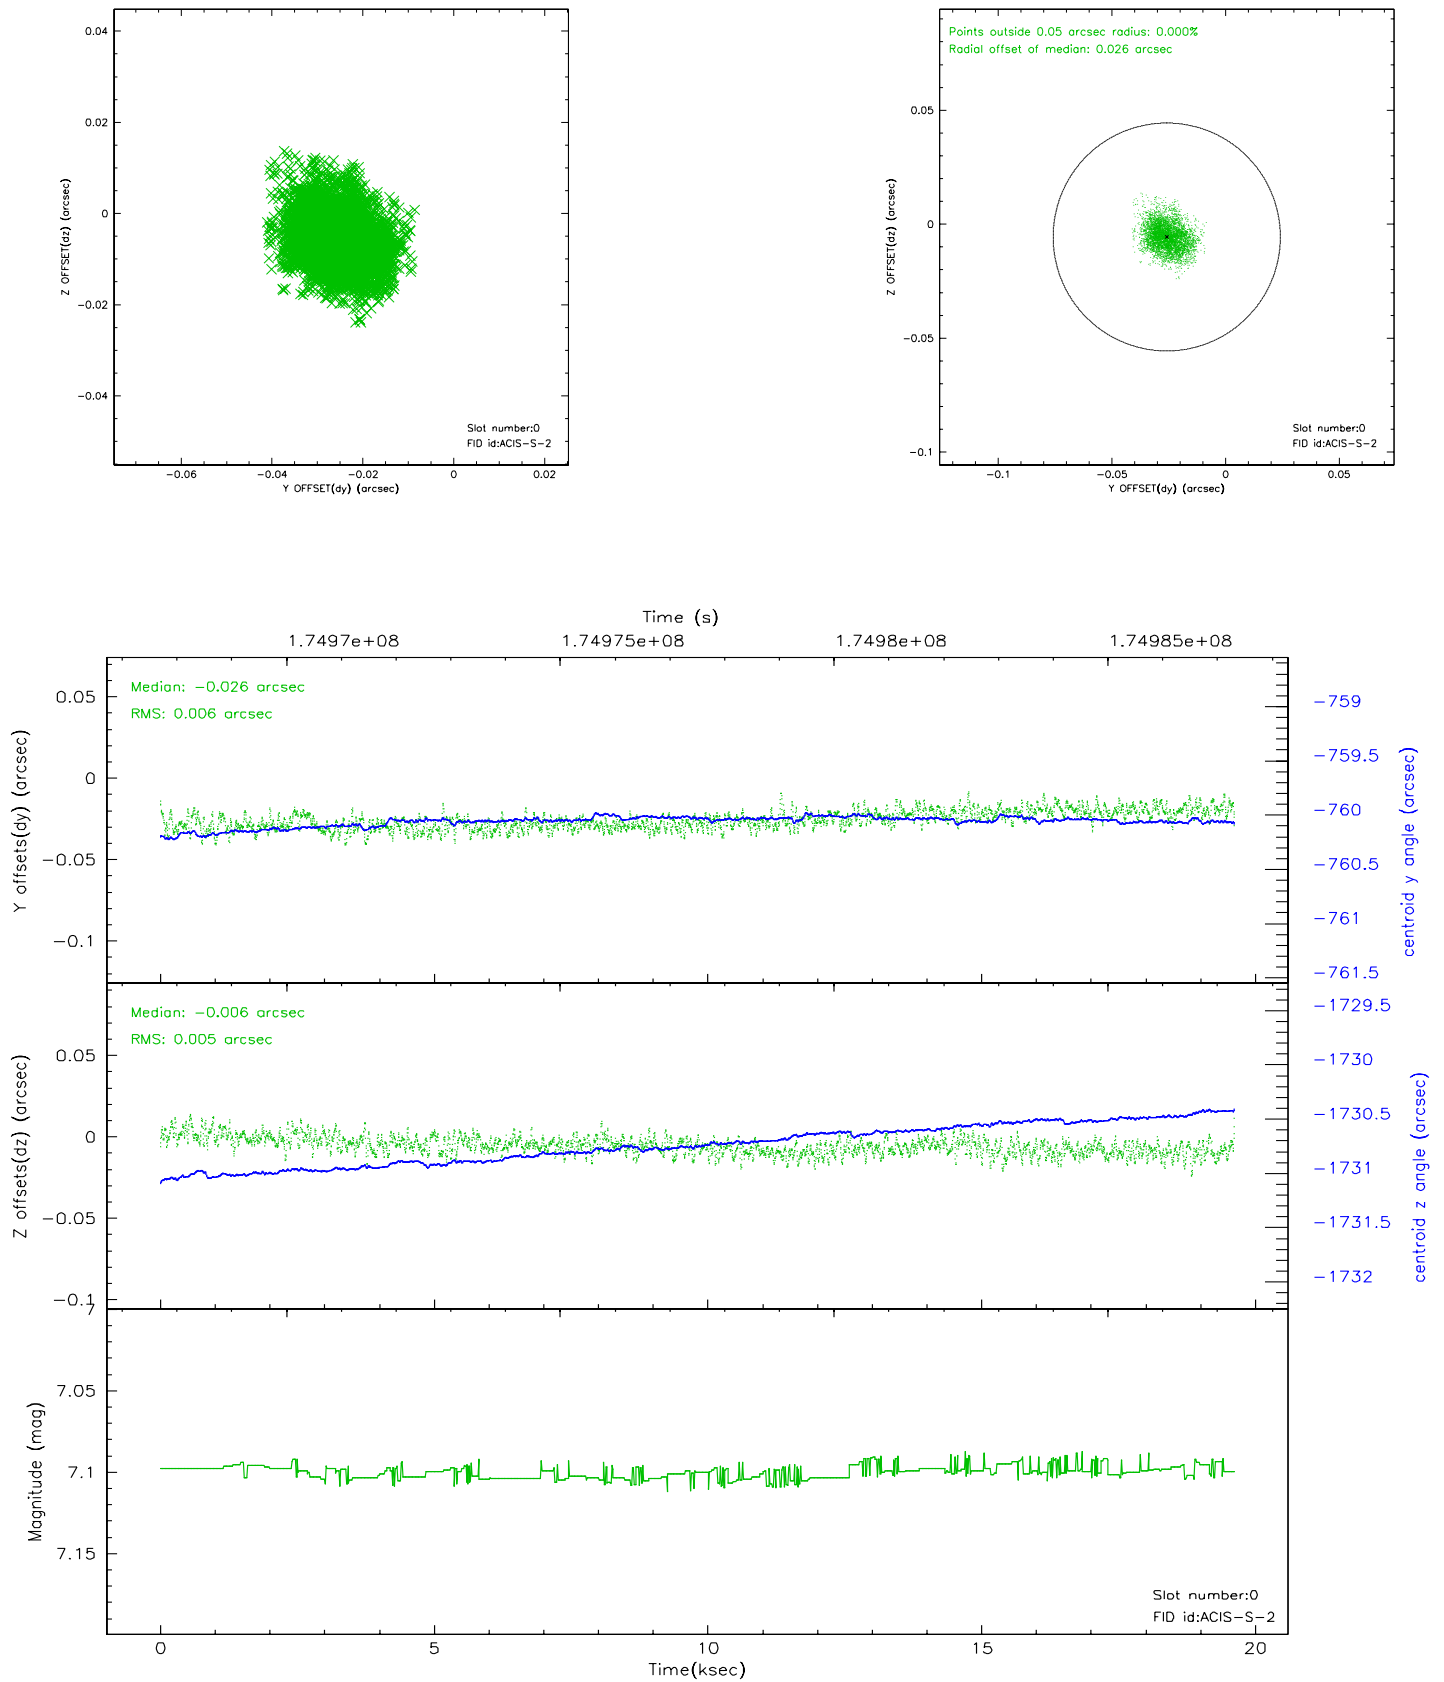 0.04
0.02
0
−0.02
−0.04
Z OFFSET(dz) (arcsec)
Slot number:0
FID id:ACIS−S−2
−0.06
−0.04
−0.02
0
0.02
Y OFFSET(dy) (arcsec)
Points outside 0.05 arcsec radius: 0.000%
Radial offset of median: 0.026 arcsec
0.05
0
−0.05
−0.1
Z OFFSET(dz) (arcsec)
Slot number:0
FID id:ACIS−S−2
−0.1
−0.05
0
0.05
Y OFFSET(dy) (arcsec)
Time (s)
1.7497e+08
1.74975e+08
1.7498e+08
1.74985e+08
Median: −0.026 arcsec
RMS: 0.006 arcsec
0.05
0
−0.05
−0.1
Y offsets(dy) (arcsec)
−759
−759.5
−760
−760.5
−761
−761.5
centroid y angle (arcsec)
Median: −0.006 arcsec
RMS: 0.005 arcsec
0.05
0
−0.05
−0.1
Z offsets(dz) (arcsec)
−1729.5
−1730
−1730.5
−1731
−1731.5
−1732
centroid z angle (arcsec)
7
7.05
7.1
7.15
Magnitude (mag)
Slot number:0
FID id:ACIS−S−2
0
5
10
15
20
Time(ksec)